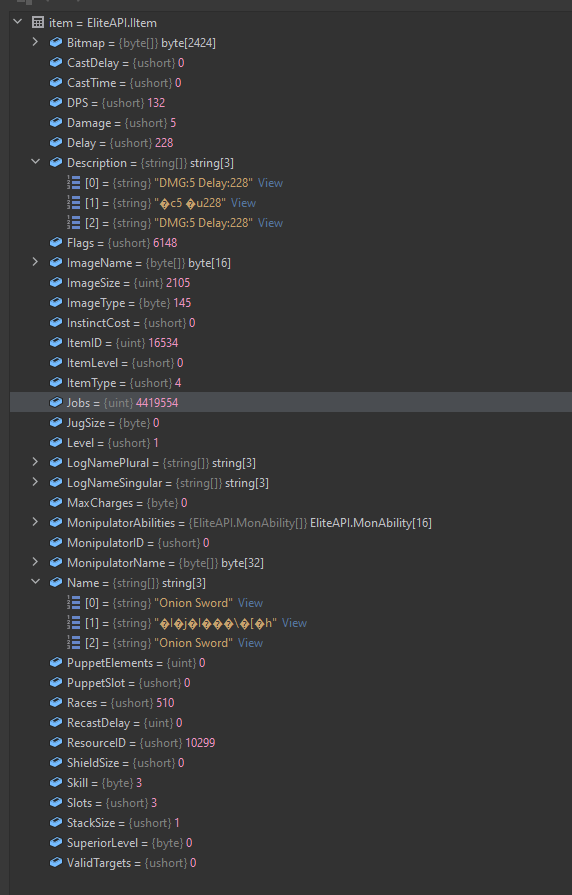 item = EliteAPI.IItem
Bitmap = {byte[]} byte[2424]
CastDelay = {ushort} 0
CastTime = {ushort} 0
DPS = {ushort} 132
Damage = {ushort} 5
Delay = {ushort} 228
Description = {string[]} string[3]
[0] = {string} "DMG:5 Delay:228" View
[1] = {string} "�c5 �u228" View
[2] = {string} "DMG:5 Delay:228" View
Flags = {ushort} 6148
ImageName = {byte[]} byte[16]
ImageSize = {uint} 2105
ImageType = {byte} 145
InstinctCost = {ushort} 0
ItemID = {uint} 16534
ItemLevel = {ushort} 0
ItemType = {ushort} 4
Jobs = {uint} 4419554
JugSize = {byte} 0
Level = {ushort} 1
LogNamePlural = {string[]} string[3]
LogNameSingular = {string[]} string[3]
MaxCharges = {byte} 0
MonipulatorAbilities = {EliteAPI.MonAbility[]} EliteAPI.MonAbility[16]
MonipulatorID = {ushort} 0
MonipulatorName = {byte[]} byte[32]
Name = {string[]} string[3]
[0] = {string} "Onion Sword" View
[1] = {string} "�I�j�I���\�[�h" View
[2] = {string} "Onion Sword" View
PuppetElements = {uint} 0
PuppetSlot = {ushort} 0
Races = {ushort} 510
RecastDelay = {uint} 0
ResourceID = {ushort} 10299
ShieldSize = {ushort} 0
Skill = {byte} 3
Slots = {ushort} 3
StackSize = {ushort} 1
SuperiorLevel = {byte} 0
ValidTargets = {ushort} 0